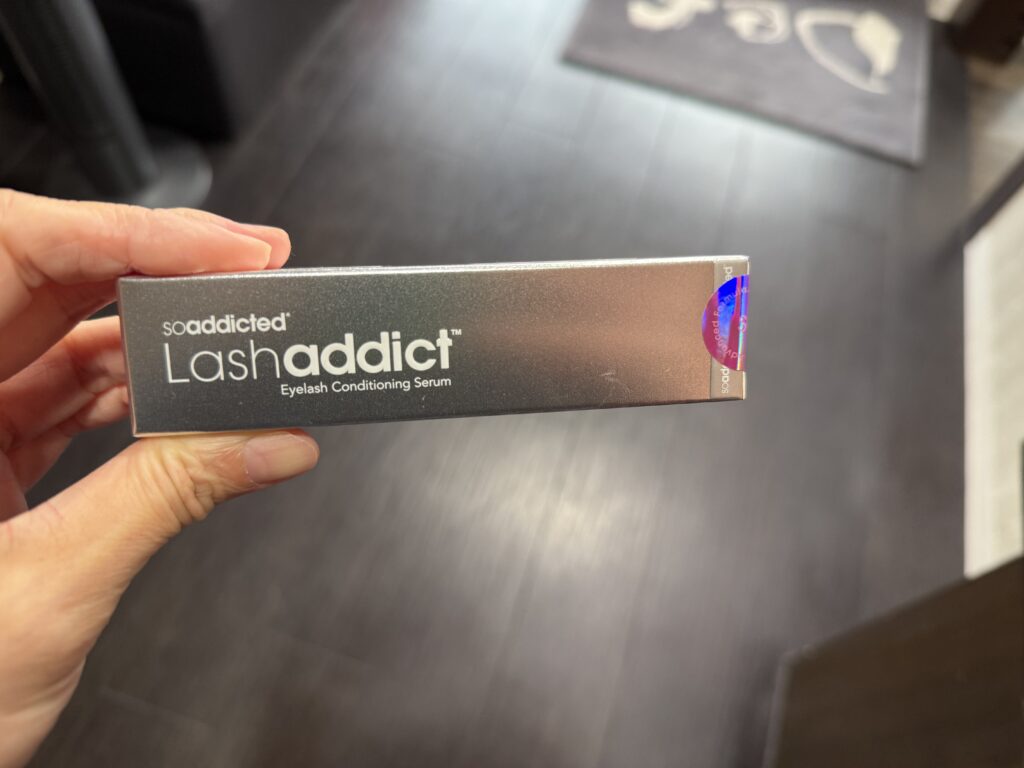 soaddicted®
Lashaddict™
Eyelash Conditioning Serum